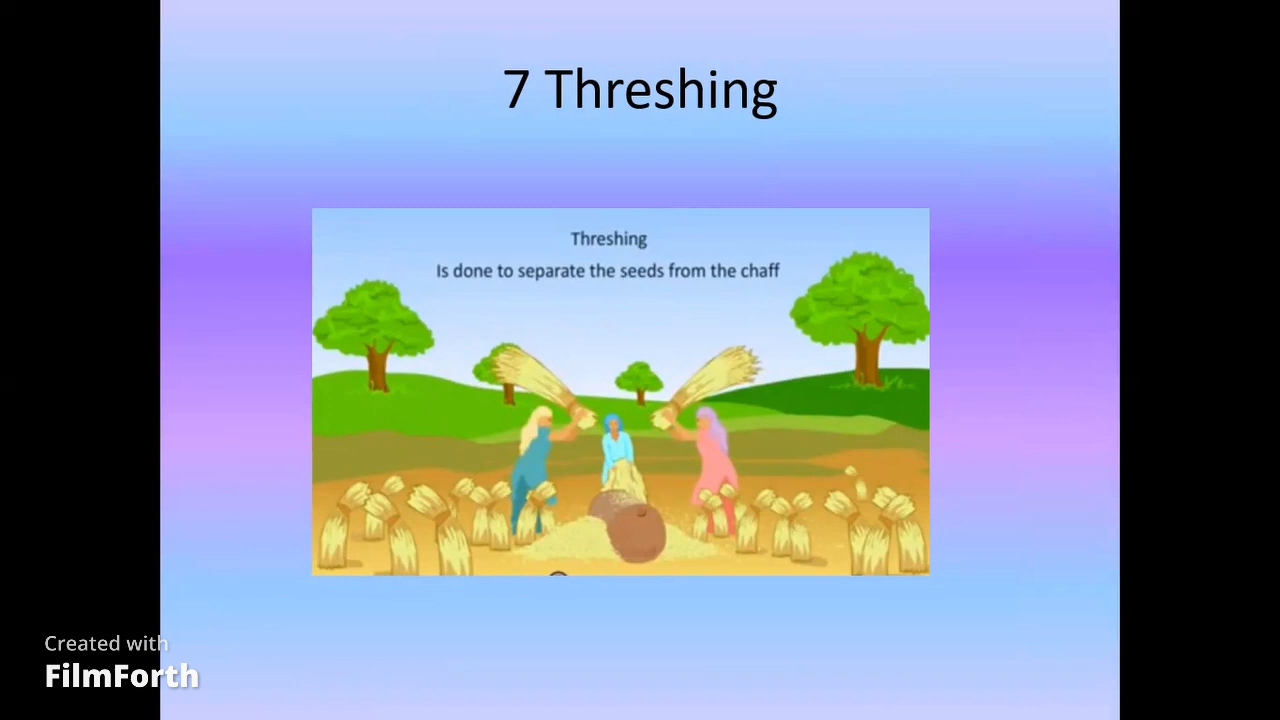 7 Threshing
Threshing
Is done to separate the seeds from the chaff
Created with
FilmForth